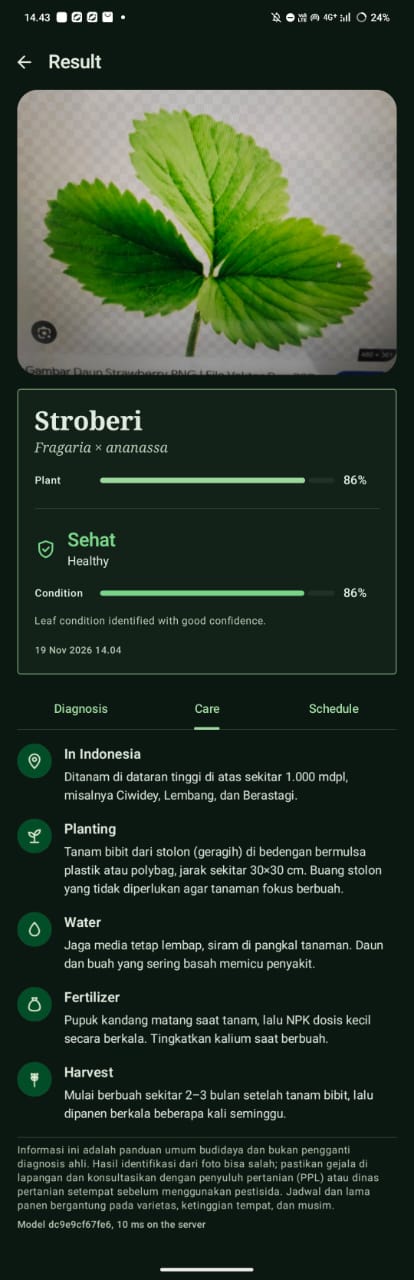 14.43
4G+ 24%
Result
480 × 361
Gambar Daun Strawberry PNG | File Vektor Dan PSD
Stroberi
Fragaria × ananassa
Plant 86%
Sehat
Healthy
Condition 86%
Leaf condition identified with good confidence.
19 Nov 2026 14.04
Diagnosis Care Schedule
In Indonesia
Ditanam di dataran tinggi di atas sekitar 1.000 mdpl,
misalnya Ciwidey, Lembang, dan Berastagi.
Planting
Tanam bibit dari stolon (geragih) di bedengan bermulsa
plastik atau polybag, jarak sekitar 30×30 cm. Buang stolon
yang tidak diperlukan agar tanaman fokus berbuah.
Water
Jaga media tetap lembap, siram di pangkal tanaman. Daun
dan buah yang sering basah memicu penyakit.
Fertilizer
Pupuk kandang matang saat tanam, lalu NPK dosis kecil
secara berkala. Tingkatkan kalium saat berbuah.
Harvest
Mulai berbuah sekitar 2–3 bulan setelah tanam bibit, lalu
dipanen berkala beberapa kali seminggu.
Informasi ini adalah panduan umum budidaya dan bukan pengganti
diagnosis ahli. Hasil identifikasi dari foto bisa salah; pastikan gejala di
lapangan dan konsultasikan dengan penyuluh pertanian (PPL) atau dinas
pertanian setempat sebelum menggunakan pestisida. Jadwal dan lama
panen bergantung pada varietas, ketinggian tempat, dan musim.
Model dc9e9cf67fe6, 10 ms on the server